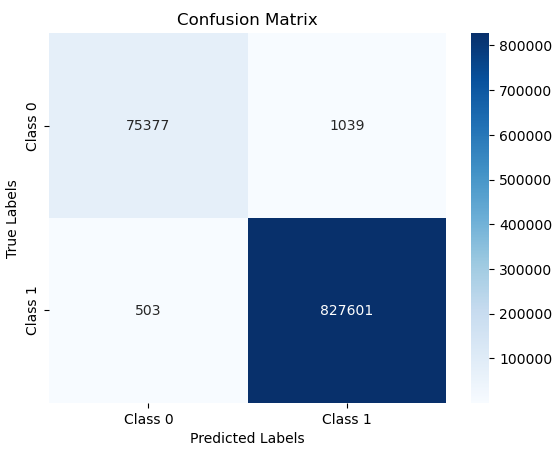 Confusion Matrix
True Labels
Class 0
75377
1039
Class 1
503
827601
Class 0
Class 1
Predicted Labels
800000
700000
600000
500000
400000
300000
200000
100000